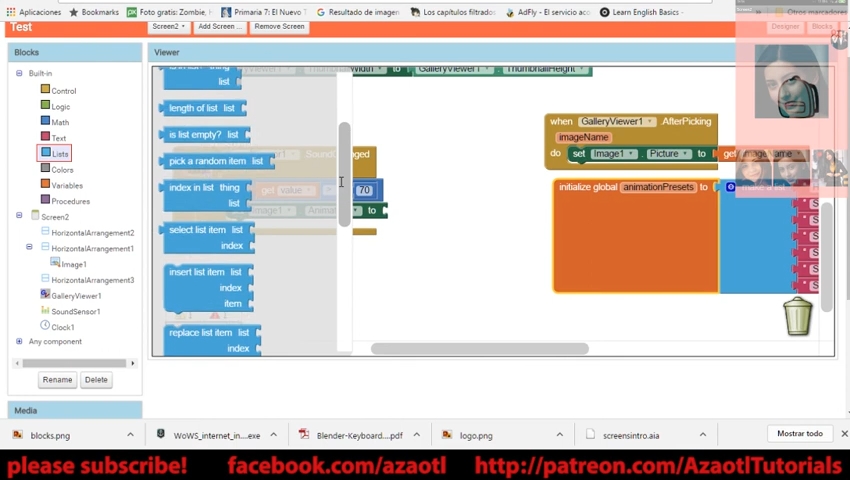 Aplicaciones
Bookmarks
Foto gratis: Zombie, H
Primaria 7: El Nuevo T
Resultado de imagen
Los capítulos filtrados
AdFly - El servicio ac
Learn English Basics -
Otros marcadores
Test
Screen2
Add Screen ...
Remove Screen
Designer
Blocks
Blocks
Viewer
Built-in
Control
Logic
Math
Text
Lists
Colors
Variables
Procedures
Screen2
HorizontalArrangement2
HorizontalArrangement1
Image1
HorizontalArrangement3
GalleryViewer1
SoundSensor1
Clock1
Any component
Rename
Delete
Media
list
length of list list
is list empty? list
pick a random item list
index in list thing
list
select list item list
index
insert list item list
index
item
replace list item list
index
to
GalleryViewer1 . ThumbnailHeight
get value
70
to
when GalleryViewer1 .AfterPicking
imageName
do set Image1 . Picture to get
initialize global animationPresets to
blocks.png
WoWS_internet_in....exe
Blender-Keyboard....pdf
logo.png
screensintro.aia
Mostrar todo
please subscribe! facebook.com/azaotl http://patreon.com/AzaotlTutorials